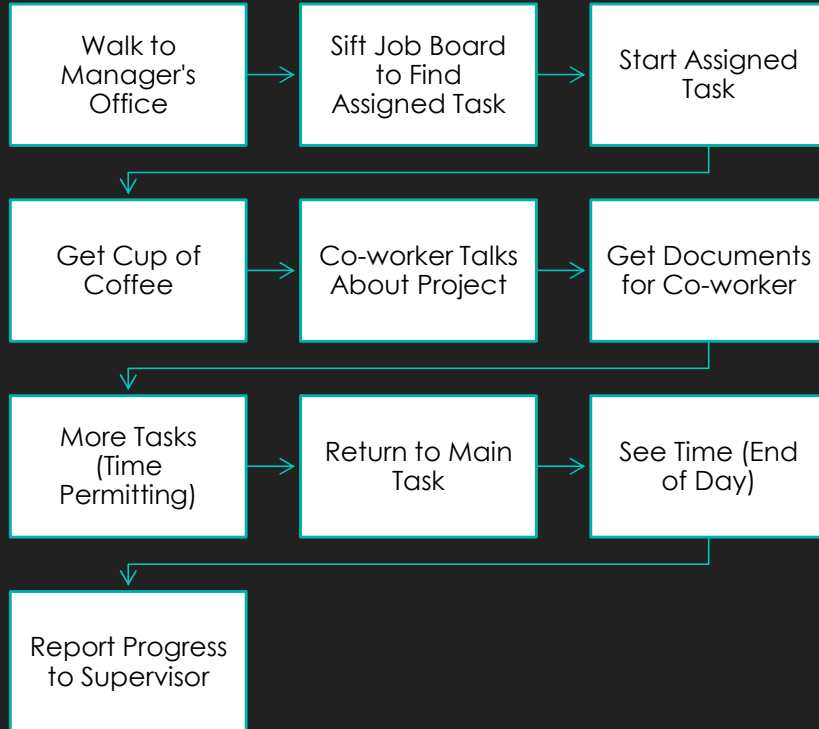 Walk to
Manager's
Office
Sift Job Board
to Find
Assigned Task
Start Assigned
Task
Get Cup of
Coffee
Co-worker Talks
About Project
Get Documents
for Co-worker
More Tasks
(Time
Permitting)
Return to Main
Task
See Time (End
of Day)
Report Progress
to Supervisor